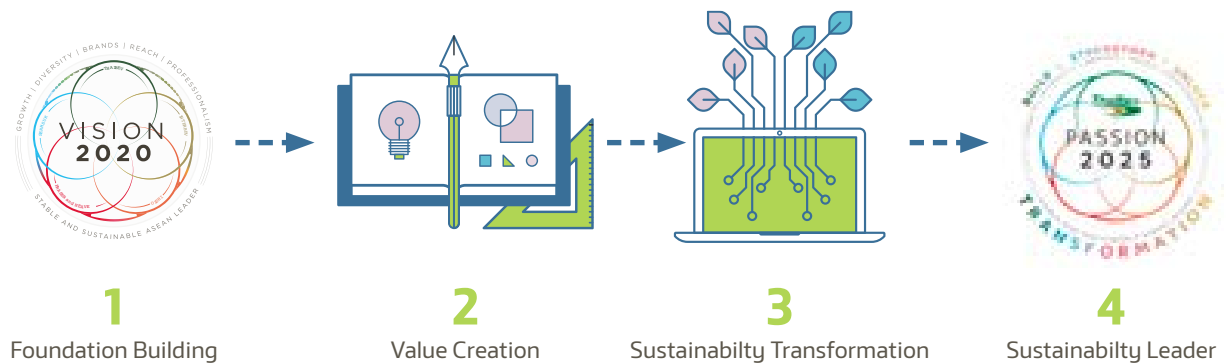 GROWTH | DIVERSITY | BRANDS | REACH | PROFESSIONALISM
VISION
2020
STABLE AND SUSTAINABLE ASEAN LEADER
PASSION
2025
TRANSFORMATION
1
Foundation Building
2
Value Creation
3
Sustainabilty Transformation
4
Sustainabilty Leader